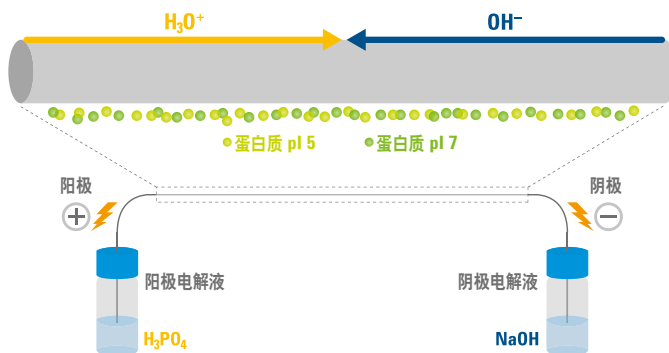 H₃O⁺ OH⁻
蛋白质 pI 5 蛋白质 pI 7
阳极 阴极
+ −
阳极电解液 阴极电解液
H₃PO₄ NaOH